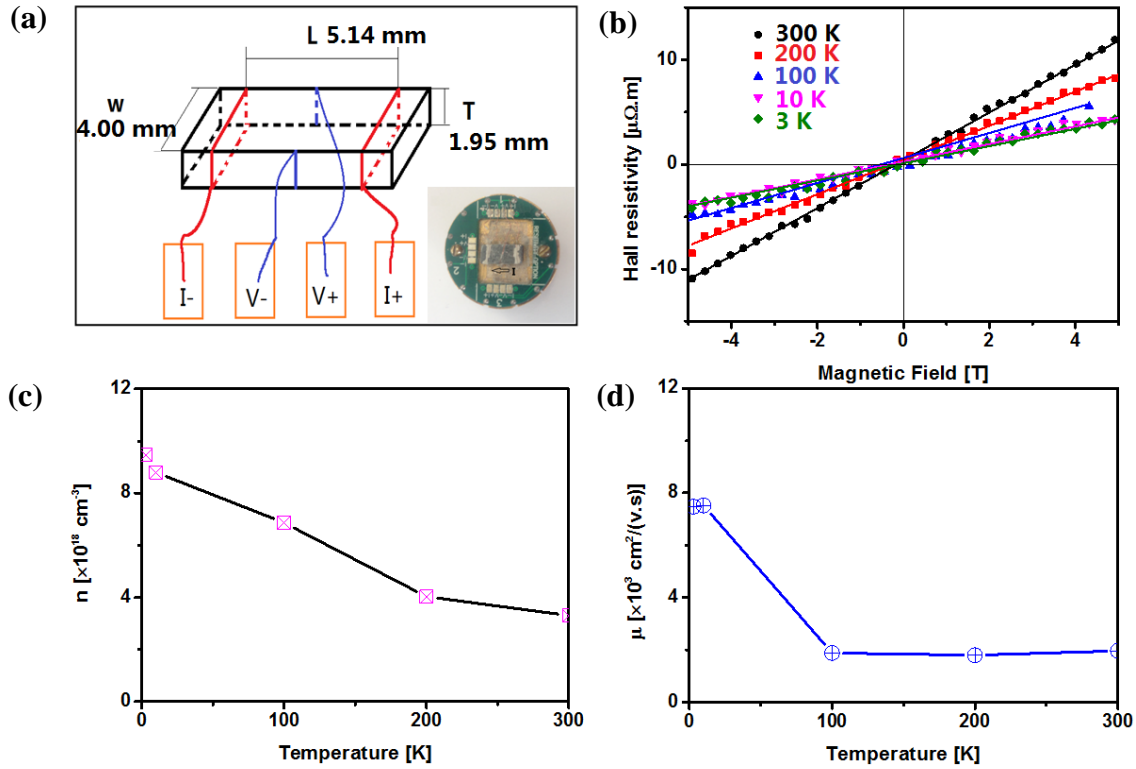 (a)
L 5.14 mm
W
4.00 mm
T
1.95 mm
I-
V-
V+
I+
I
2
3
(b)
300 K
200 K
100 K
10 K
3 K
Hall resistivity [μ.Ω.m]
10
0
-10
-4
-2
0
2
4
Magnetic Field [T]
(c)
n [×10¹⁸ cm⁻³]
12
8
4
0
0
100
200
300
Temperature [K]
(d)
μ [×10³ cm²/(v.s)]
12
8
4
0
0
100
200
300
Temperature [K]